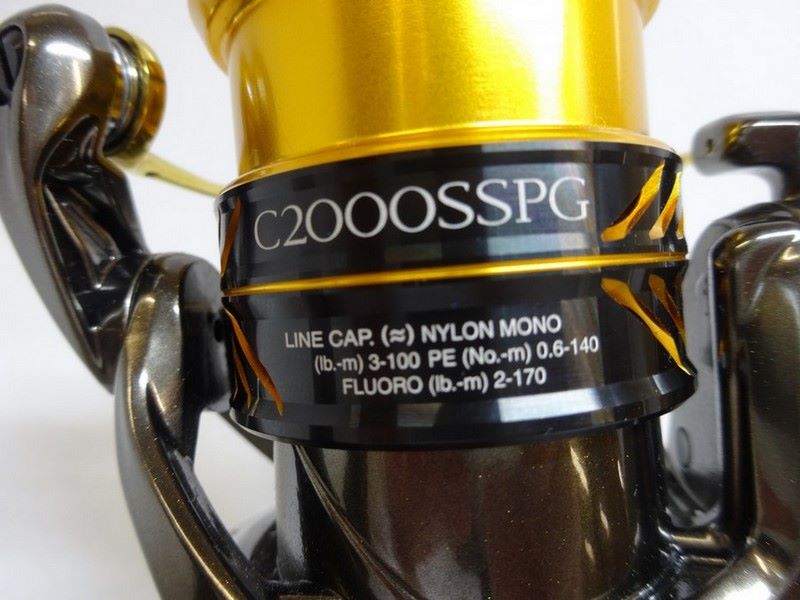 C2000SSPG
LINE CAP. (≈) NYLON MONO
(lb.-m) 3-100 PE (No.-m) 0.6-140
FLUORO (lb.-m) 2-170